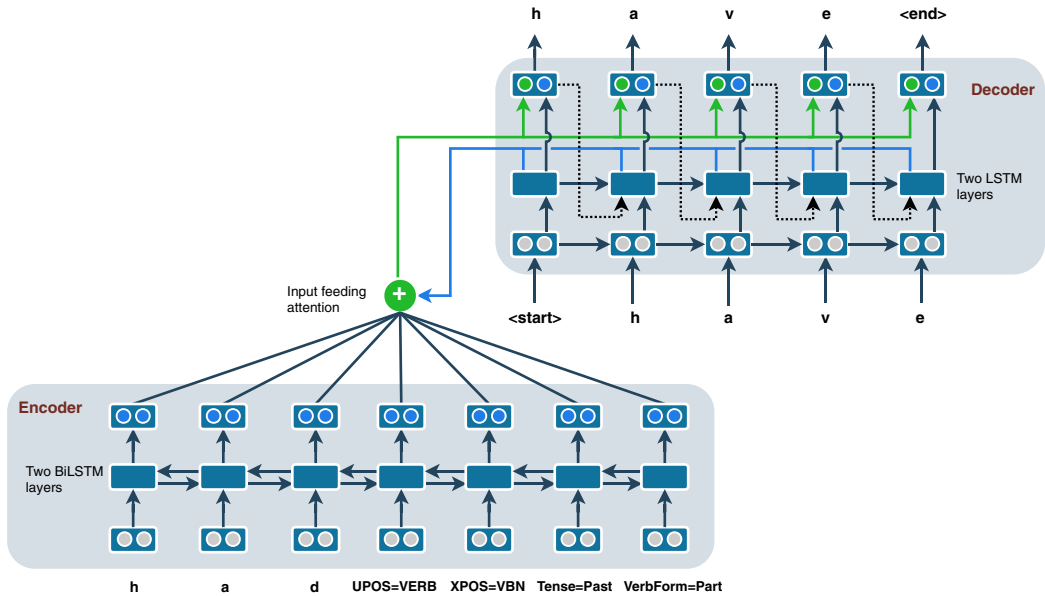 h a v e <end>
Decoder
Two LSTM
layers
Input feeding
attention
+
<start> h a v e
Encoder
Two BiLSTM
layers
h a d UPOS=VERB XPOS=VBN Tense=Past VerbForm=Part